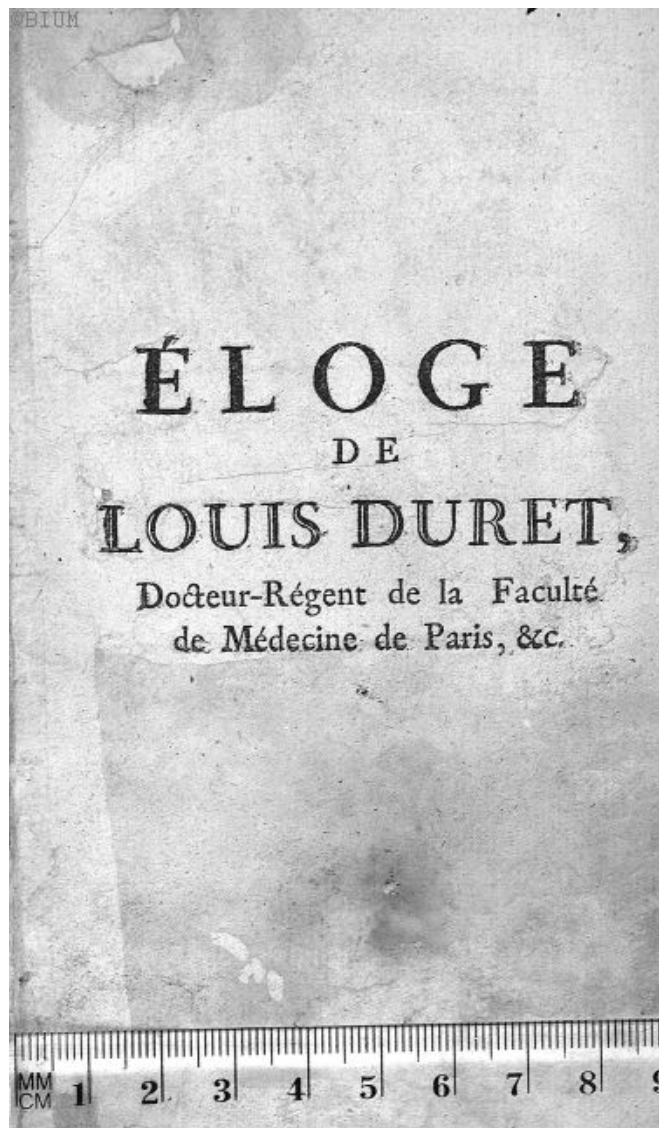 ©BIUM
ÉLOGE
DE
LOUIS DURET,
Docteur-Régent de la Faculté
de Médecine de Paris, &c.
MM
CM 1 2 3 4 5 6 7 8 9